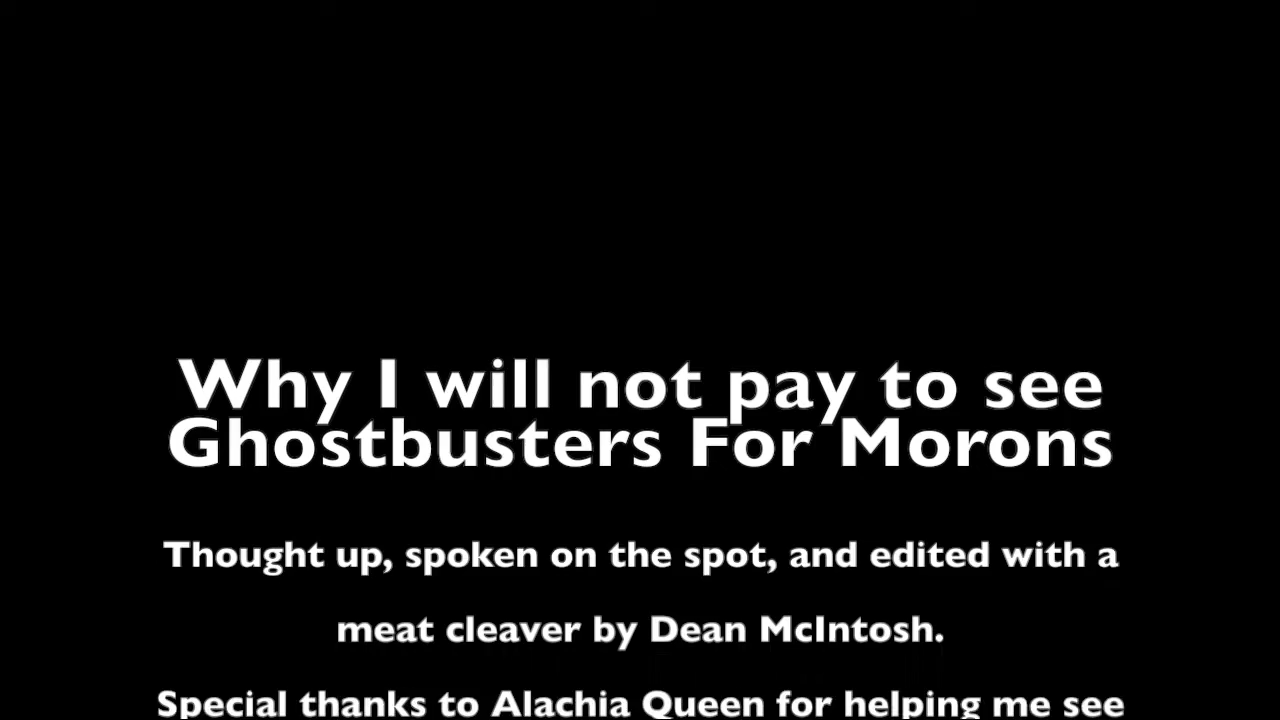 Why I will not pay to see
Ghostbusters For Morons
Thought up, spoken on the spot, and edited with a
meat cleaver by Dean McIntosh.
Special thanks to Alachia Queen for helping me see